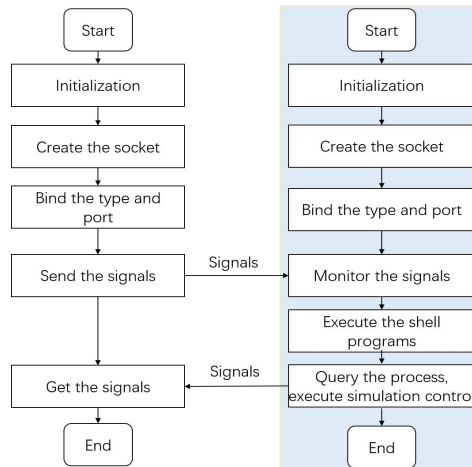 Start
Initialization
Create the socket
Bind the type and
port
Send the signals
Get the signals
End
Signals
Signals
Start
Initialization
Create the socket
Bind the type and port
Monitor the signals
Execute the shell
programs
Query the process,
execute simulation contro
End